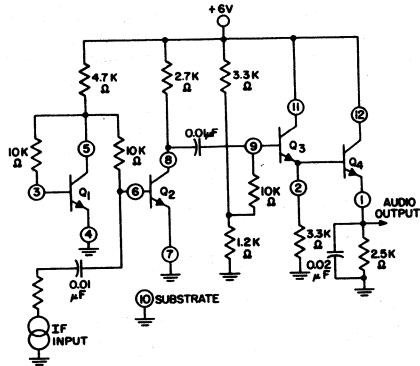 +6V
4.7K
Ω
2.7K
Ω
3.3K
Ω
11
12
0.01µF
10K
Ω
5
10K
Ω
8
9
Q3
Q4
3
Q1
6
Q2
10K
Ω
2
1
AUDIO
OUTPUT
4
7
1.2K
Ω
3.3K
Ω
0.02
µF
2.5K
Ω
0.01
µF
10 SUBSTRATE
IF
INPUT